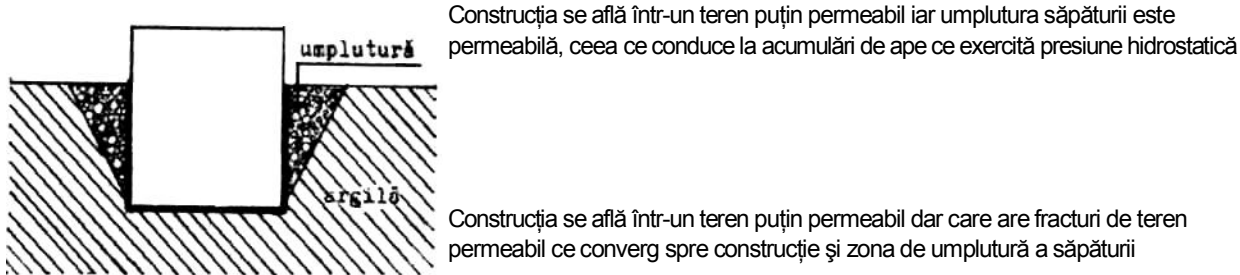 Construcția se află într-un teren puțin permeabil iar umplutura săpăturii este
permeabilă, ceea ce conduce la acumulări de ape ce exercită presiune hidrostatică
umplutură
argilă
Construcția se află într-un teren puțin permeabil dar care are fracturi de teren
permeabil ce converg spre construcție şi zona de umplutură a săpăturii